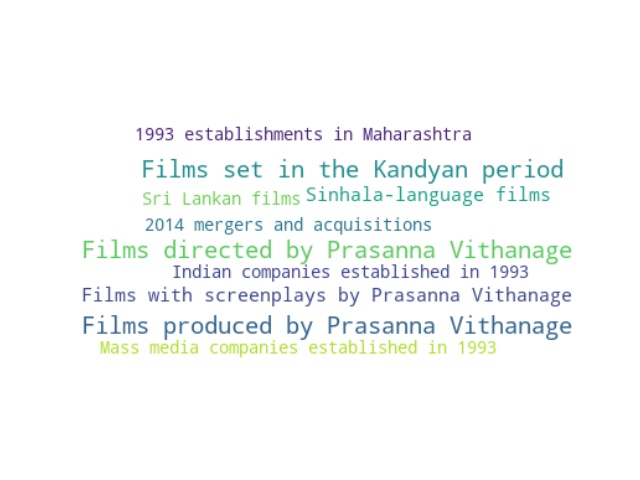 1993 establishments in Maharashtra
Films set in the Kandyan period
Sri Lankan films Sinhala-language films
2014 mergers and acquisitions
Films directed by Prasanna Vithanage
Indian companies established in 1993
Films with screenplays by Prasanna Vithanage
Films produced by Prasanna Vithanage
Mass media companies established in 1993